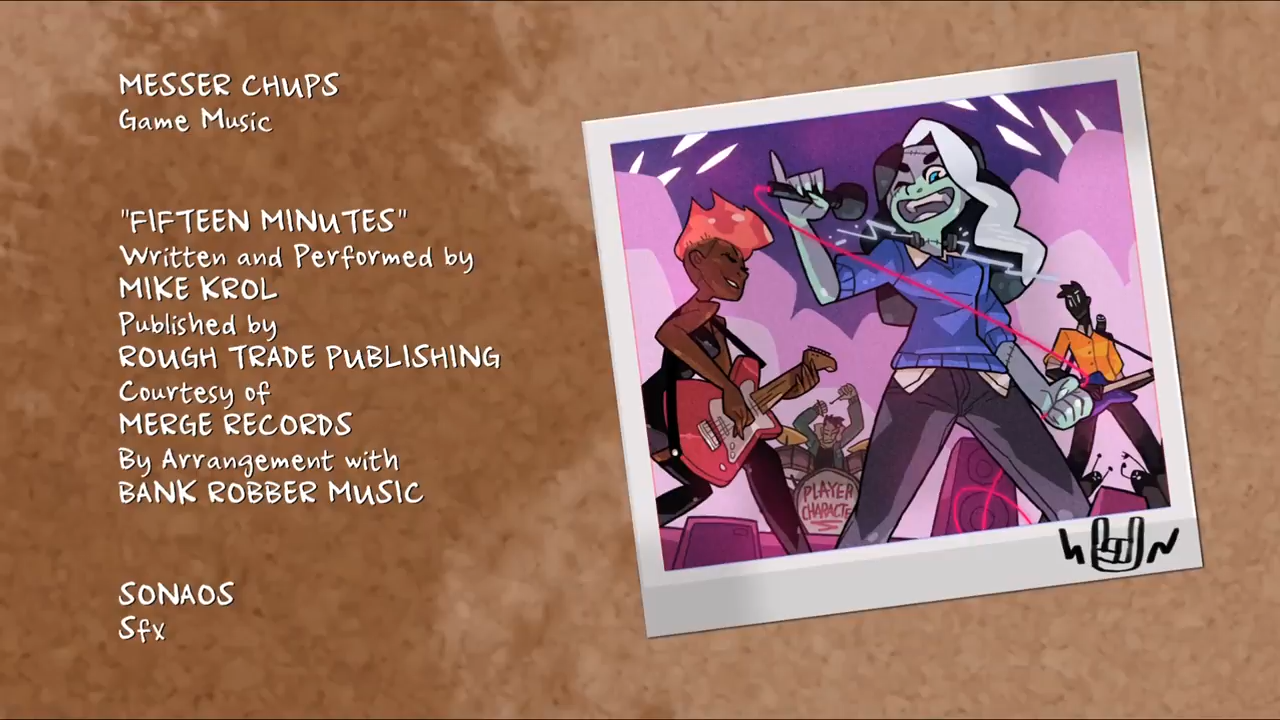 MESSER CHUPS
Game Music
"FIFTEEN MINUTES"
Written and Performed by
MIKE KROL
Published by
ROUGH TRADE PUBLISHING
Courtesy of
MERGE RECORDS
By Arrangement with
BANK ROBBER MUSIC
SONAOS
Sfx
PLAYER
CHARACTE